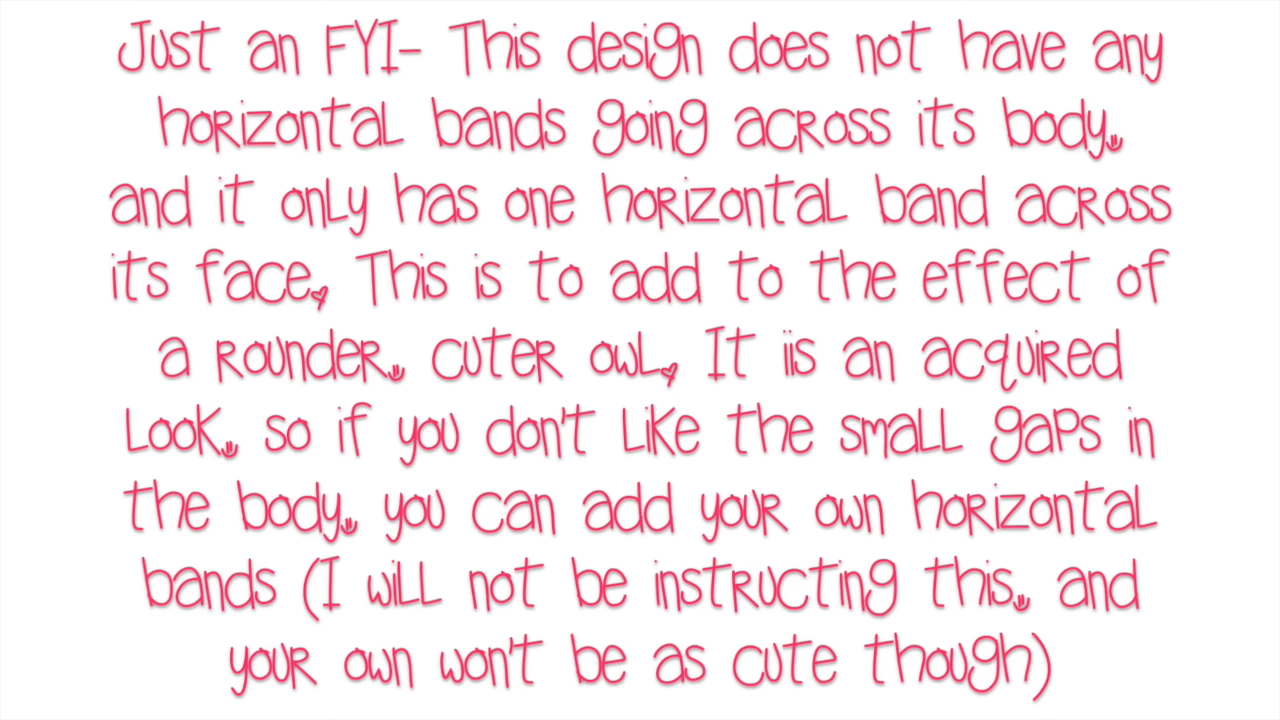 Just an FYI- This design does not have any
horizontal bands going across its body,
and it only has one horizontal band across
its face. This is to add to the effect of
a rounder, cuter owl. It iis an acquired
look, so if you don't like the small gaps in
the body, you can add your own horizontal
bands (I will not be instructing this, and
your own won't be as cute though)